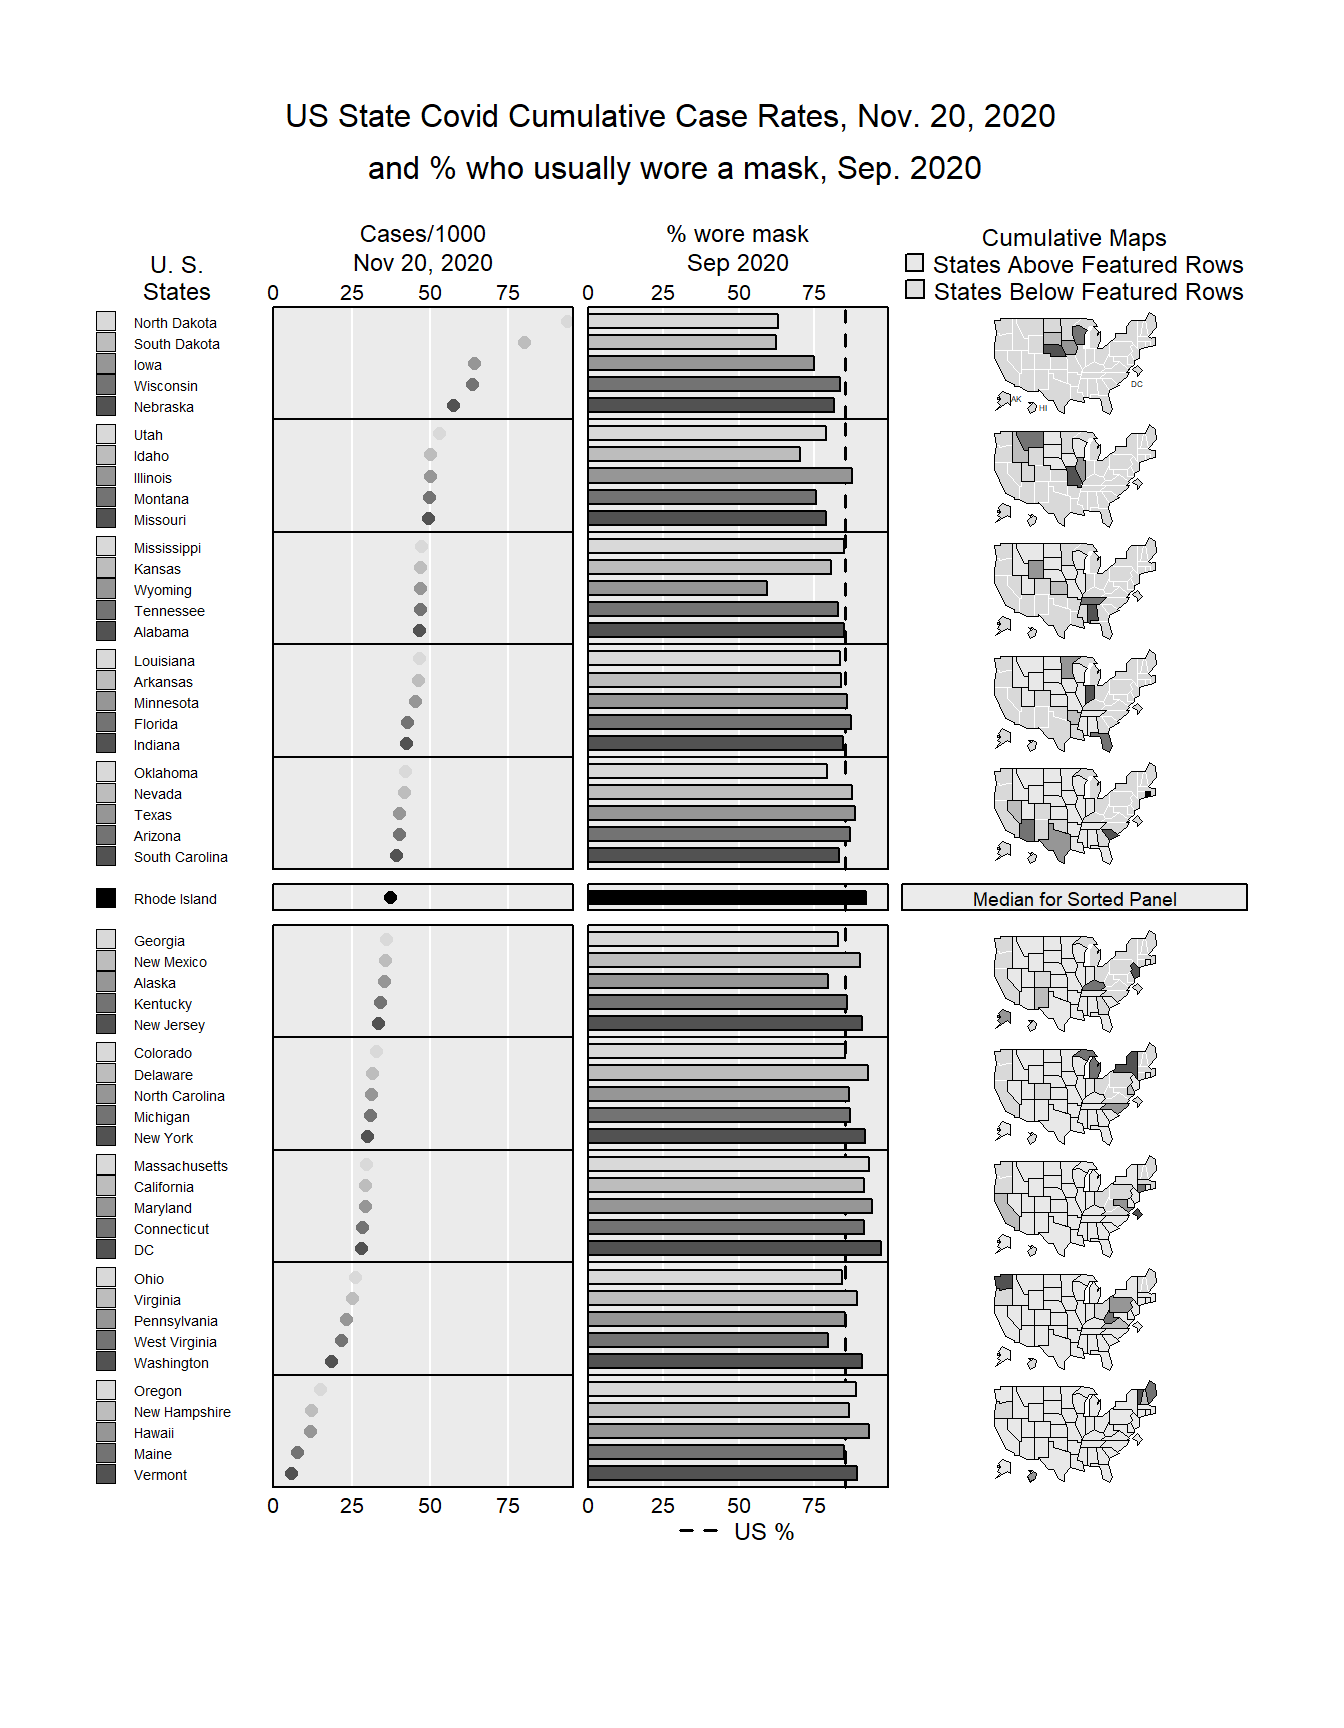 US State Covid Cumulative Case Rates, Nov. 20, 2020
and % who usually wore a mask, Sep. 2020
U. S.
States
Cases/1000
Nov 20, 2020
0 25 50 75
% wore mask
Sep 2020
0 25 50 75
Cumulative Maps
States Above Featured Rows
States Below Featured Rows
North Dakota
South Dakota
Iowa
Wisconsin
Nebraska
AK
HI
DC
Utah
Idaho
Illinois
Montana
Missouri
Mississippi
Kansas
Wyoming
Tennessee
Alabama
Louisiana
Arkansas
Minnesota
Florida
Indiana
Oklahoma
Nevada
Texas
Arizona
South Carolina
Rhode Island
Median for Sorted Panel
Georgia
New Mexico
Alaska
Kentucky
New Jersey
Colorado
Delaware
North Carolina
Michigan
New York
Massachusetts
California
Maryland
Connecticut
DC
Ohio
Virginia
Pennsylvania
West Virginia
Washington
Oregon
New Hampshire
Hawaii
Maine
Vermont
0 25 50 75
0 25 50 75
US %